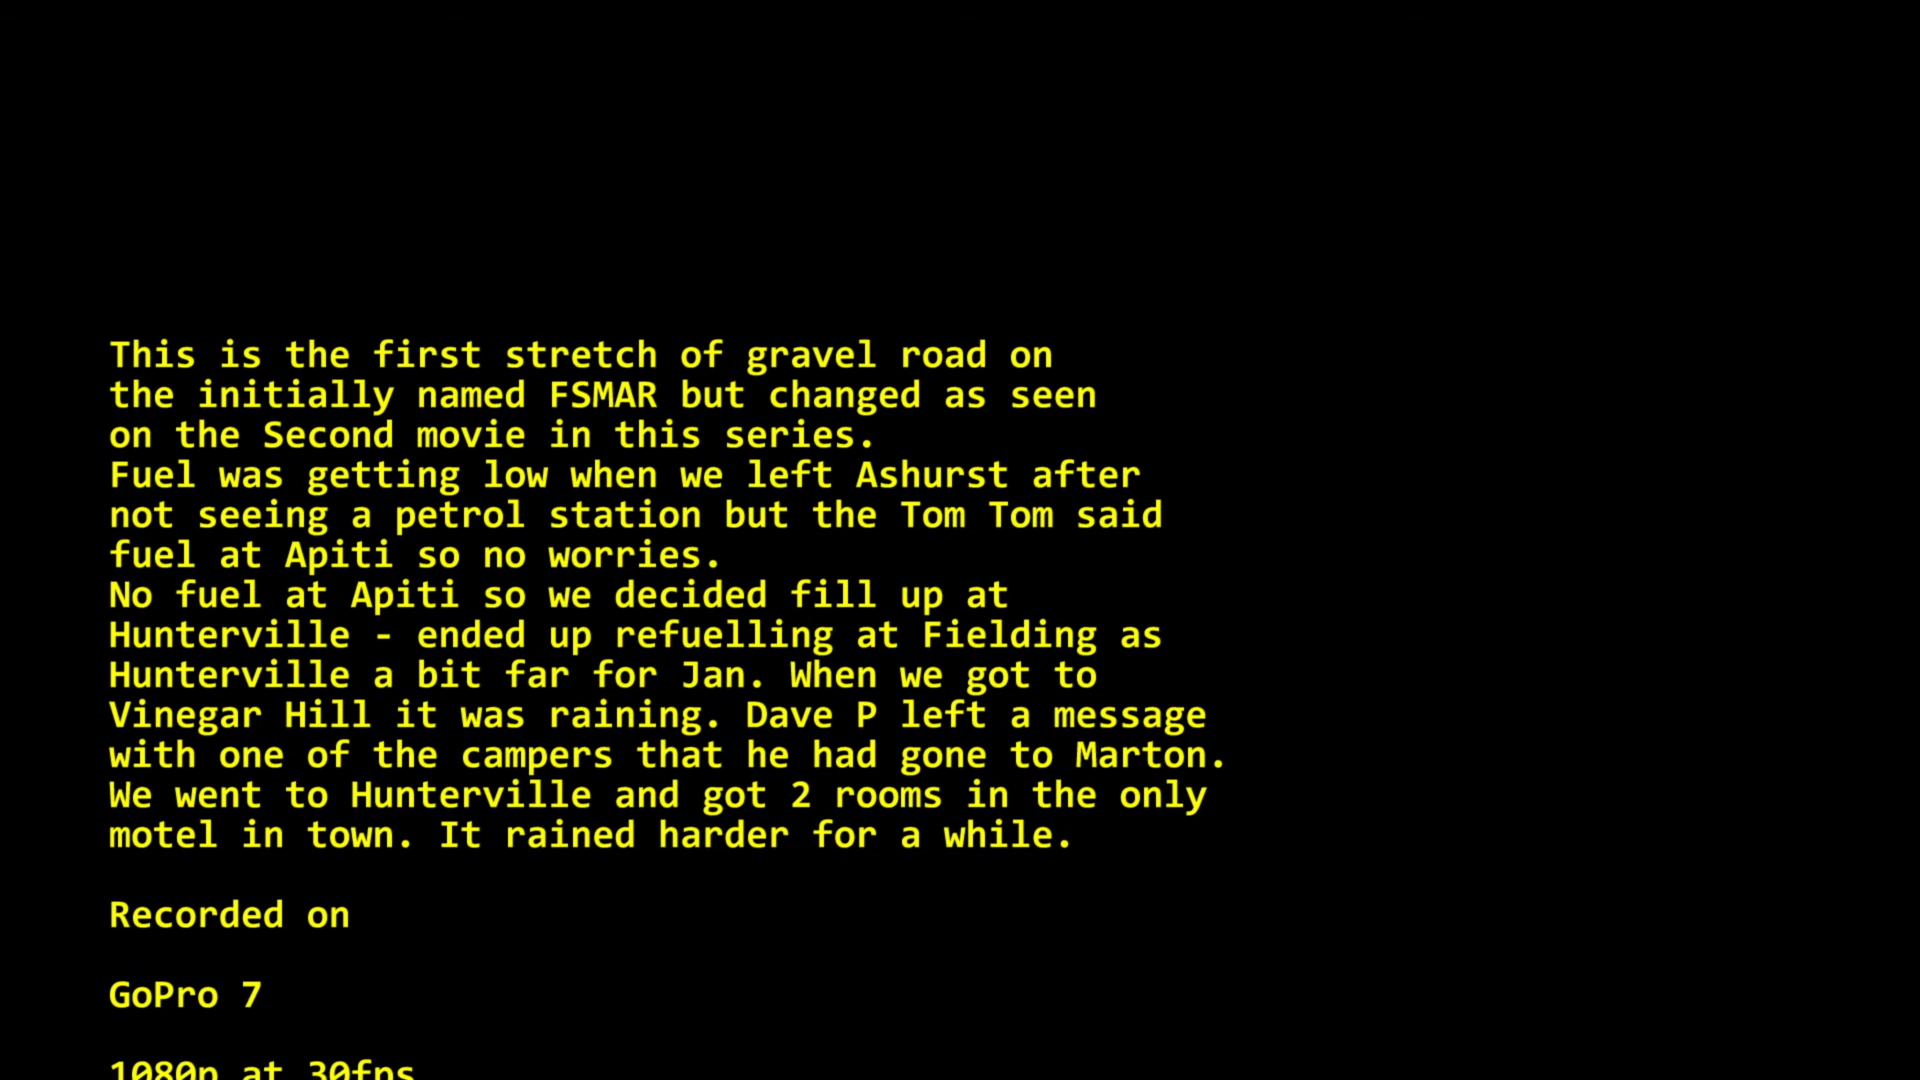 This is the first stretch of gravel road on
the initially named FSMAR but changed as seen
on the Second movie in this series.
Fuel was getting low when we left Ashurst after
not seeing a petrol station but the Tom Tom said
fuel at Apiti so no worries.
No fuel at Apiti so we decided fill up at
Hunterville - ended up refuelling at Fielding as
Hunterville a bit far for Jan. When we got to
Vinegar Hill it was raining. Dave P left a message
with one of the campers that he had gone to Marton.
We went to Hunterville and got 2 rooms in the only
motel in town. It rained harder for a while.
Recorded on
GoPro 7
1080p at 30fps